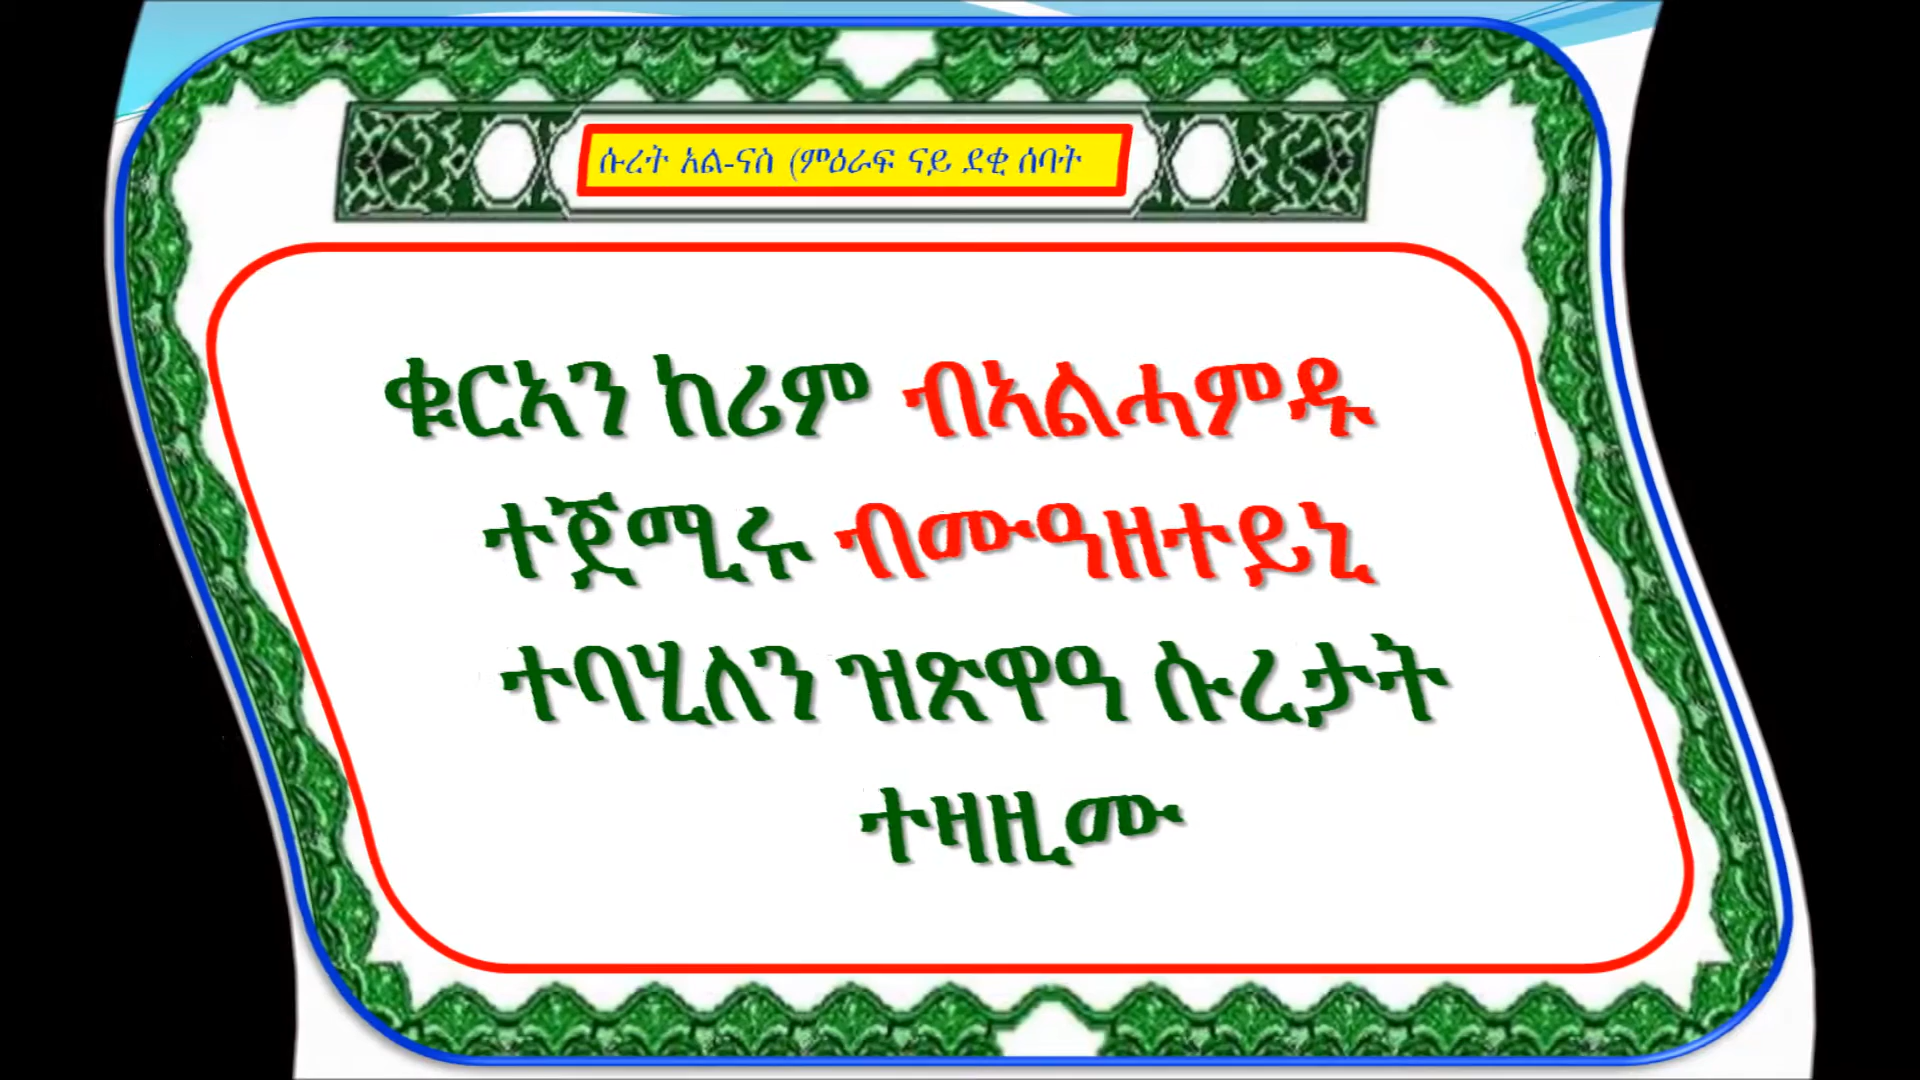 ሱረት አል-ናስ (ምዕራፍ ናይ ደቂ ሰባት
ቁርኣን ከሪም ብኣልሓምዱ
ተጀሚሩ ብሙዓዘተይኒ
ተባሂለን ዝጽዋዓ ሱረታት
ተዛዚሙ